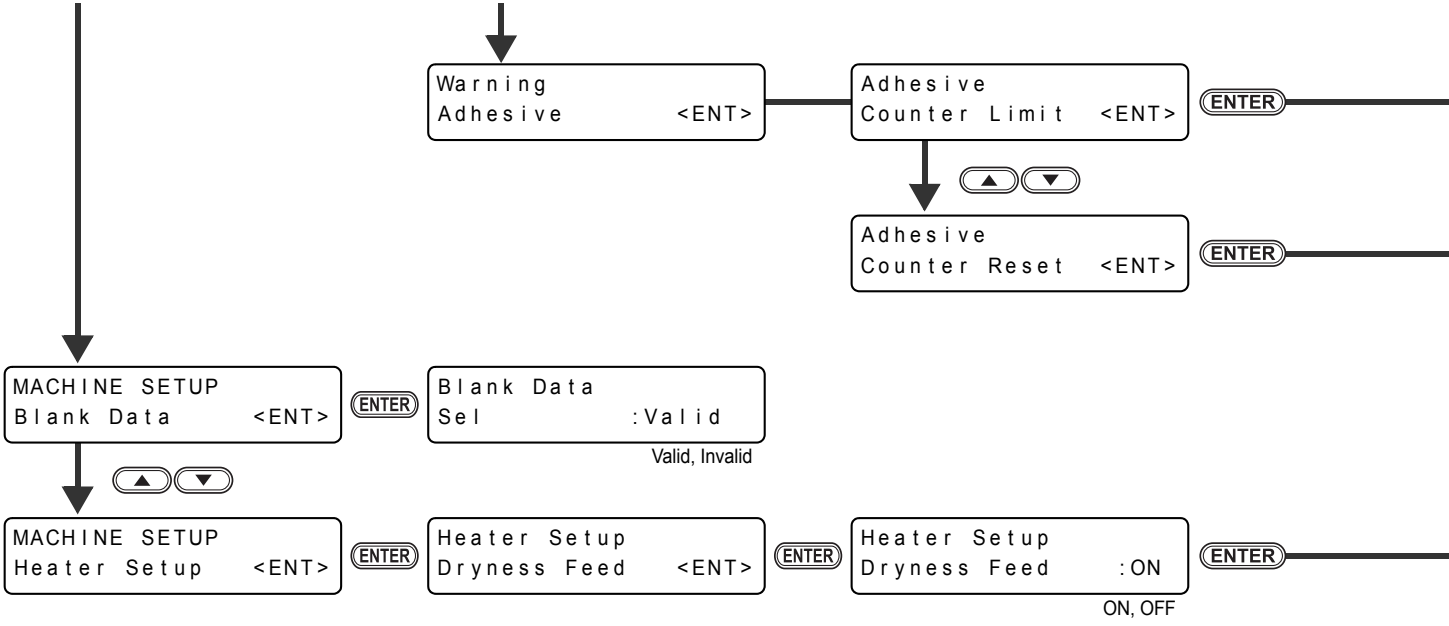 Warning
Adhesive <ENT>
Adhesive
Counter Limit <ENT>
ENTER
Adhesive
Counter Reset <ENT>
ENTER
MACHINE SETUP
Blank Data <ENT>
ENTER
Blank Data
Sel :Valid
Valid, Invalid
MACHINE SETUP
Heater Setup <ENT>
ENTER
Heater Setup
Dryness Feed <ENT>
ENTER
Heater Setup
Dryness Feed :ON
ON, OFF
ENTER